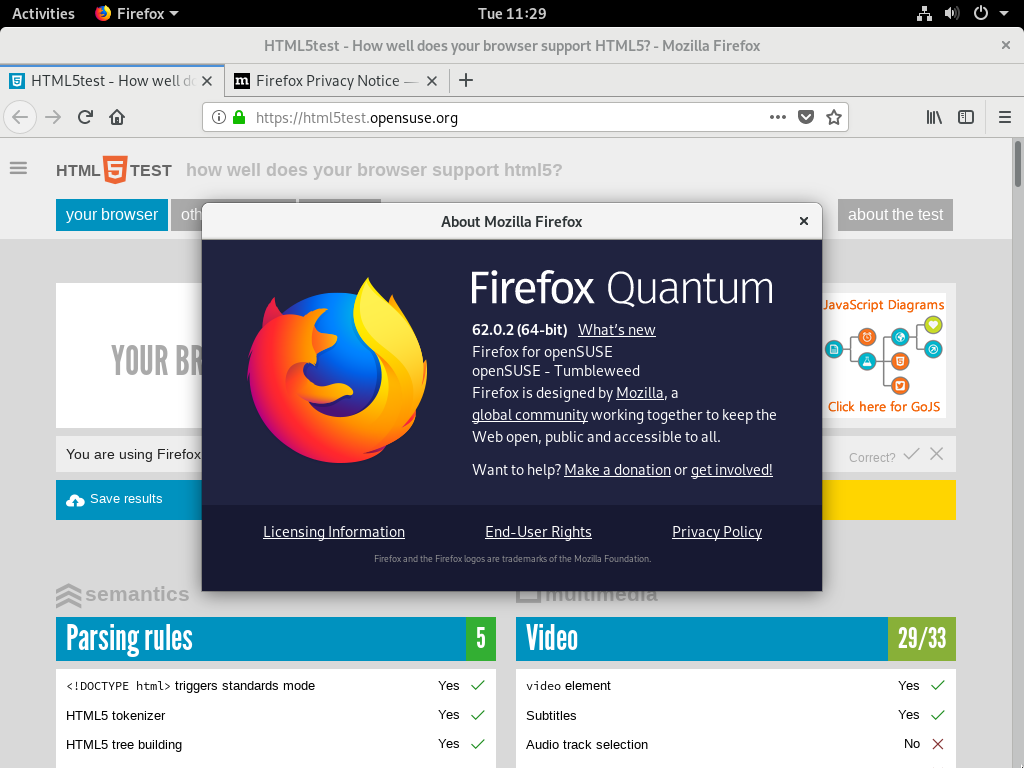 Activities Firefox Tue 11:29
HTML5test - How well does your browser support HTML5? - Mozilla Firefox
HTML5test - How well do Firefox Privacy Notice —
https://html5test.opensuse.org
HTML 5 TEST how well does your browser support html5?
your browser oth about the test
About Mozilla Firefox
Firefox Quantum
62.0.2 (64-bit) What's new
Firefox for openSUSE
openSUSE - Tumbleweed
Firefox is designed by Mozilla, a
global community working together to keep the
Web open, public and accessible to all.
Want to help? Make a donation or get involved!
Licensing Information End-User Rights Privacy Policy
Firefox and the Firefox logos are trademarks of the Mozilla Foundation.
YOUR BR
JavaScript Diagrams
Click here for GoJS
You are using Firefox
Correct?
Save results
semantics
Parsing rules 5
<!DOCTYPE html> triggers standards mode Yes
HTML5 tokenizer Yes
HTML5 tree building Yes
multimedia
Video 29/33
video element Yes
Subtitles Yes
Audio track selection No